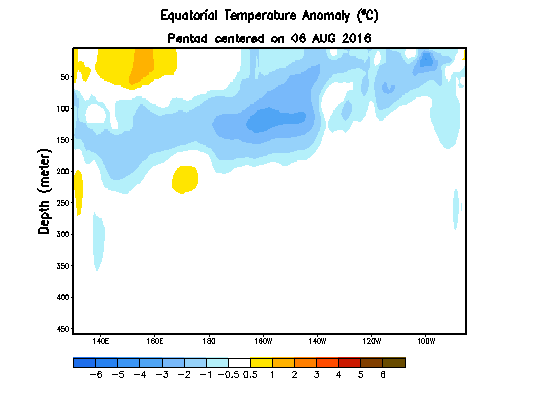 Equatorial Temperature Anomaly (°C)
Pentad centered on 06 AUG 2016
Depth (meter)
50
100
150
200
250
300
350
400
450
140E 160E 180 160W 140W 120W 100W
-6 -5 -4 -3 -2 -1 -0.5 0.5 1 2 3 4 5 6